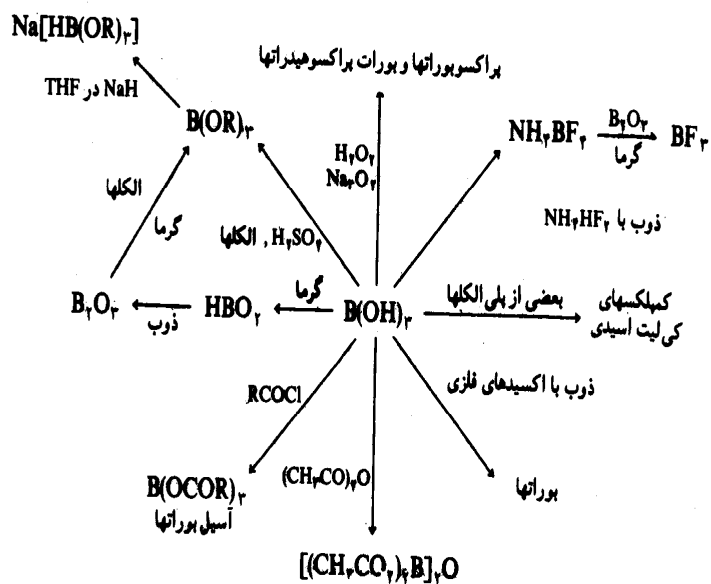 Na[HB(OR)۳]
NaH در THF
B(OR)۳
پراکسوبوراتها و بورات پراکسوهیدراتها
H۲O۲
Na۲O۲
NH۴BF۴
B۲O۳
گرما
BF۳
ذوب با NH۴HF۲
الکلها
گرما
الکلها , H۲SO۴
B۲O۳
ذوب
HBO۲
گرما
B(OH)۳
بعضی از پلی الکلها
کمپلکسهای
کی لیت اسیدی
RCOCl
ذوب با اکسیدهای فلزی
B(OCOR)۳
آسیل بوراتها
(CH۳CO)۲O
بوراتها
[(CH۳CO۲)۲B]۲O